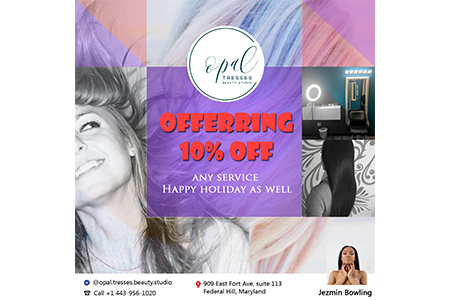 opal
TRESSES
BEAUTY STUDIO
OFFERRING
10% OFF
ANY SERVICE
HAPPY HOLIDAY AS WELL
@opal.tresses.beauty.studio
Call +1 443-956-1020
909 East Fort Ave, suite 113
Federal Hill, Maryland
Jezmin Bowling